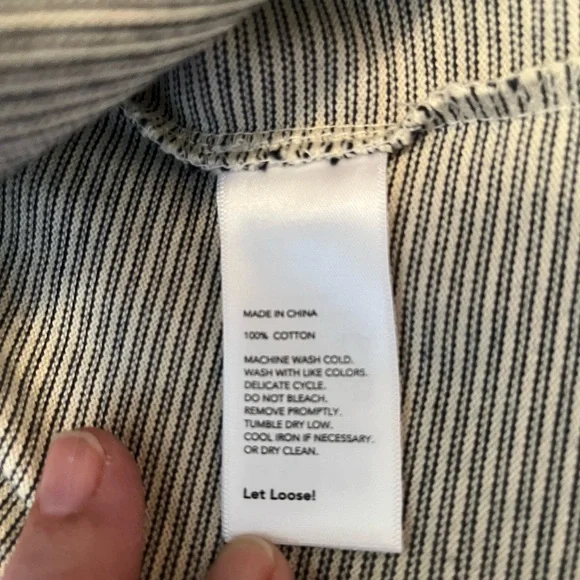 MADE IN CHINA
100% COTTON
MACHINE WASH COLD.
WASH WITH LIKE COLORS.
DELICATE CYCLE.
DO NOT BLEACH.
REMOVE PROMPTLY.
TUMBLE DRY LOW.
COOL IRON IF NECESSARY.
OR DRY CLEAN.
Let Loose!